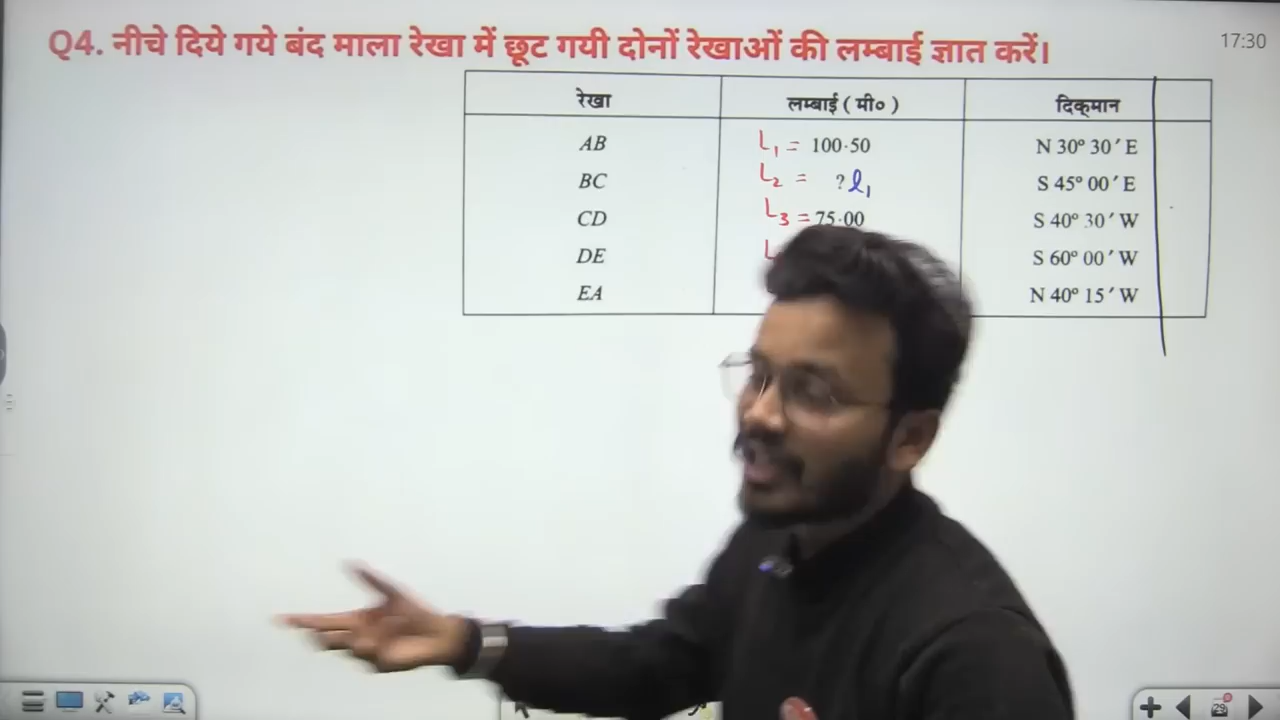 Q4. नीचे दिये गये बंद माला रेखा में छूट गयी दोनों रेखाओं की लम्बाई ज्ञात करें।
17:30
रेखा लम्बाई ( मी० ) दिक्‌मान
AB L₁ = 100·50 N 30° 30′ E
BC L₂ = ? l₁ S 45° 00′ E
CD L₃ = 75·00 S 40° 30′ W
DE L S 60° 00′ W
EA N 40° 15′ W
29